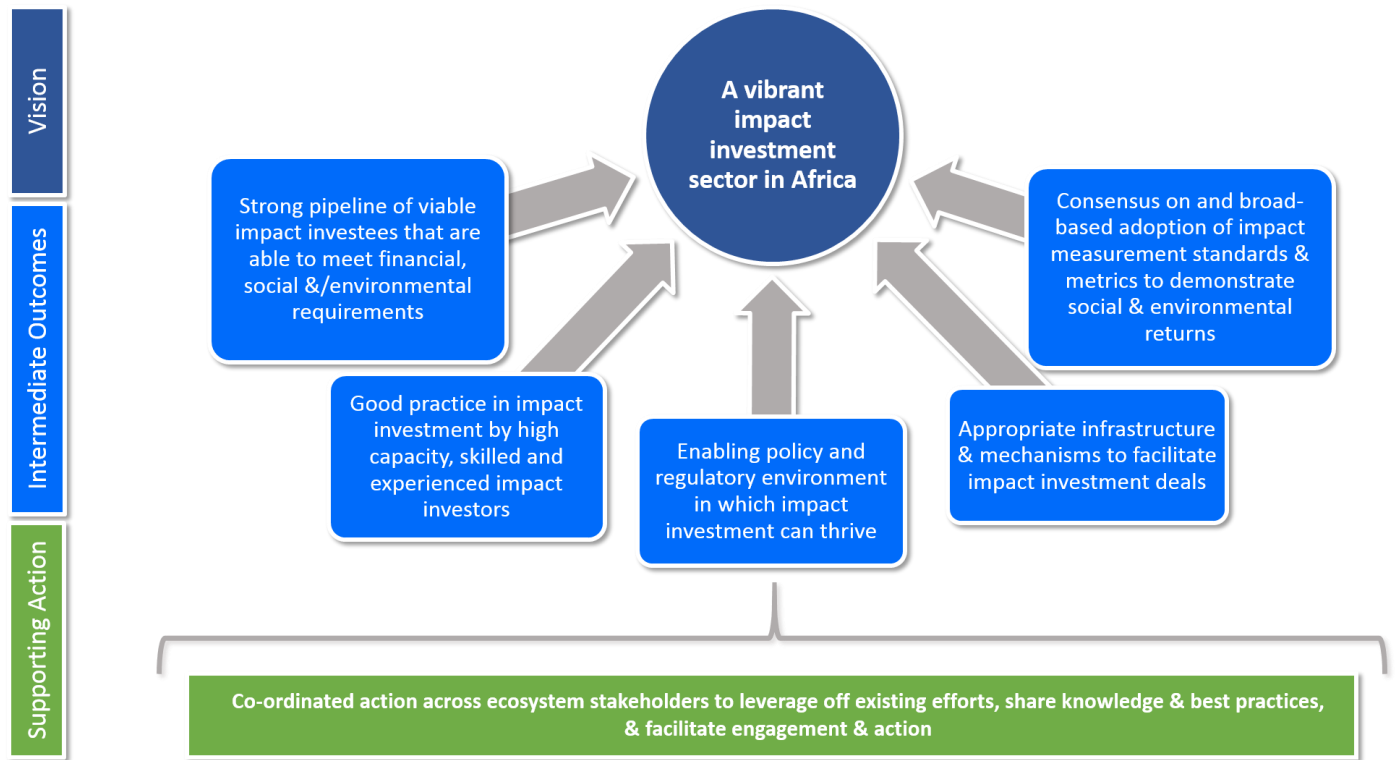 Vision
A vibrant
impact
investment
sector in Africa
Intermediate Outcomes
Strong pipeline of viable
impact investees that are
able to meet financial,
social &/environmental
requirements
Good practice in impact
investment by high
capacity, skilled and
experienced impact
investors
Enabling policy and
regulatory environment
in which impact
investment can thrive
Appropriate infrastructure
& mechanisms to facilitate
impact investment deals
Consensus on and broad-
based adoption of impact
measurement standards &
metrics to demonstrate
social & environmental
returns
Supporting Action
Co-ordinated action across ecosystem stakeholders to leverage off existing efforts, share knowledge & best practices,
& facilitate engagement & action